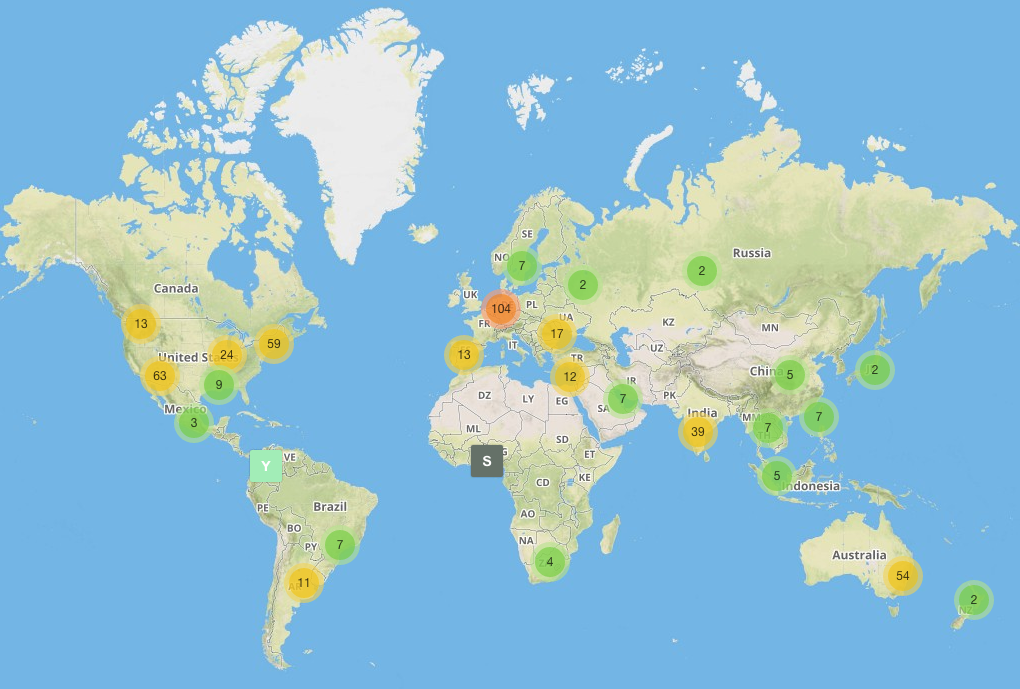 SE
NO
7
Russia
2
2
Canada
UK
PL
104
13
FR
UA
KZ
MN
17
59
United Sta
24
IT
UZ
13
TR
63
9
12
China
5
2
IR
DZ
LY
EG
7
PK
SA
Mexico
3
India
MM
7
ML
39
7
TH
SD
VE
ET
Y
S
G
CD
KE
5
Indonesia
PE
Brazil
AO
BO
NA
PY
7
Australia
4
11
54
2
NZ